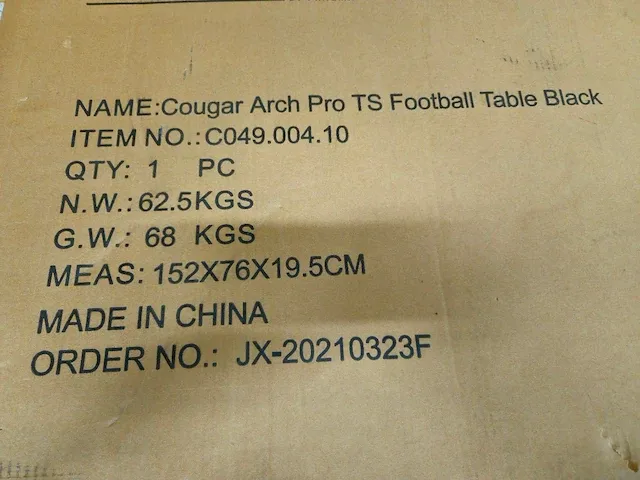 NAME:Cougar Arch Pro TS Football Table Black
ITEM NO.:C049.004.10
QTY: 1 PC
N.W.:62.5KGS
G.W.: 68 KGS
MEAS: 152X76X19.5CM
MADE IN CHINA
ORDER NO.: JX-20210323F